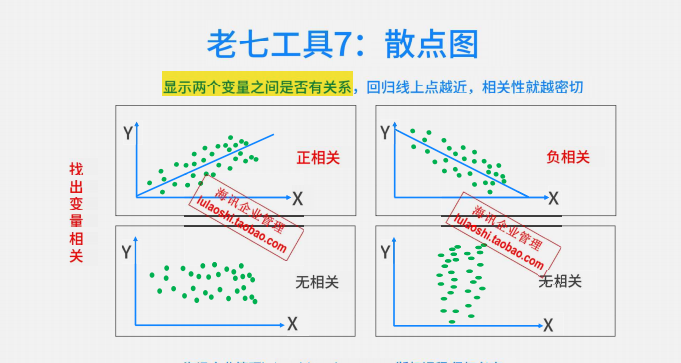 老七工具7：散点图
显示两个变量之间是否有关系，回归线上点越近，相关性就越密切
找出变量相关
Y
正相关
X
Y
负相关
X
海讯企业管理
lulaoshi.taobao.com
海讯企业管理
lulaoshi.taobao.com
Y
无相关
X
Y
无相关
X